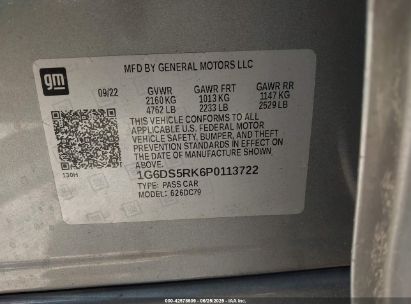 gm
MFD BY GENERAL MOTORS LLC
09/22 GVWR GAWR FRT GAWR RR
2160 KG 1013 KG 1147 KG
4762 LB 2233 LB 2529 LB
THIS VEHICLE CONFORMS TO ALL
APPLICABLE U.S. FEDERAL MOTOR
VEHICLE SAFETY, BUMPER, AND THEFT
PREVENTION STANDARDS IN EFFECT ON
THE DATE OF MANUFACTURE SHOWN
ABOVE.
1G6DS5RK6P0113722
TYPE: PASS CAR
MODEL: 6Z6DC79